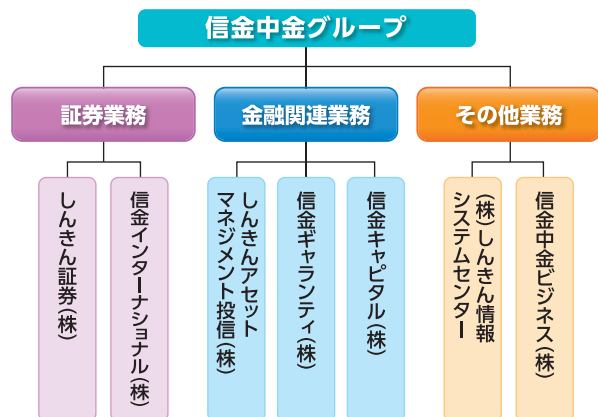 信金中金グループ
証券業務
金融関連業務
その他業務
しんきん証券(株)
信金インターナショナル(株)
しんきんアセット
マネジメント投信(株)
信金ギャランティ(株)
信金キャピタル(株)
(株)しんきん情報
システムセンター
信金中金ビジネス(株)